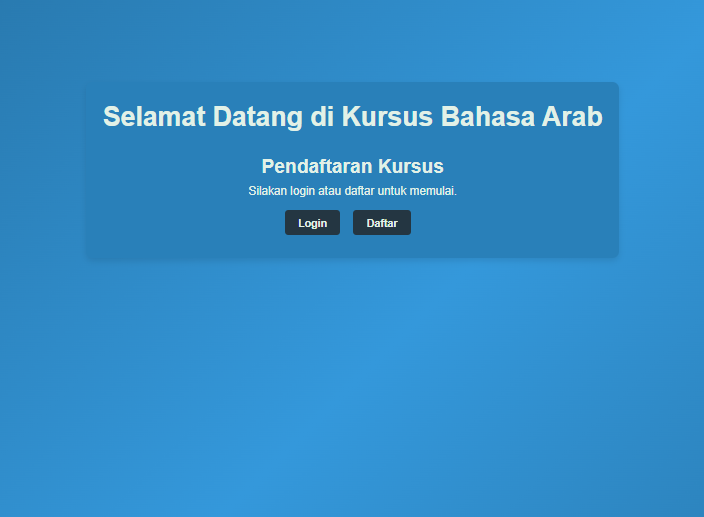 Selamat Datang di Kursus Bahasa Arab
Pendaftaran Kursus
Silakan login atau daftar untuk memulai.
Login
Daftar